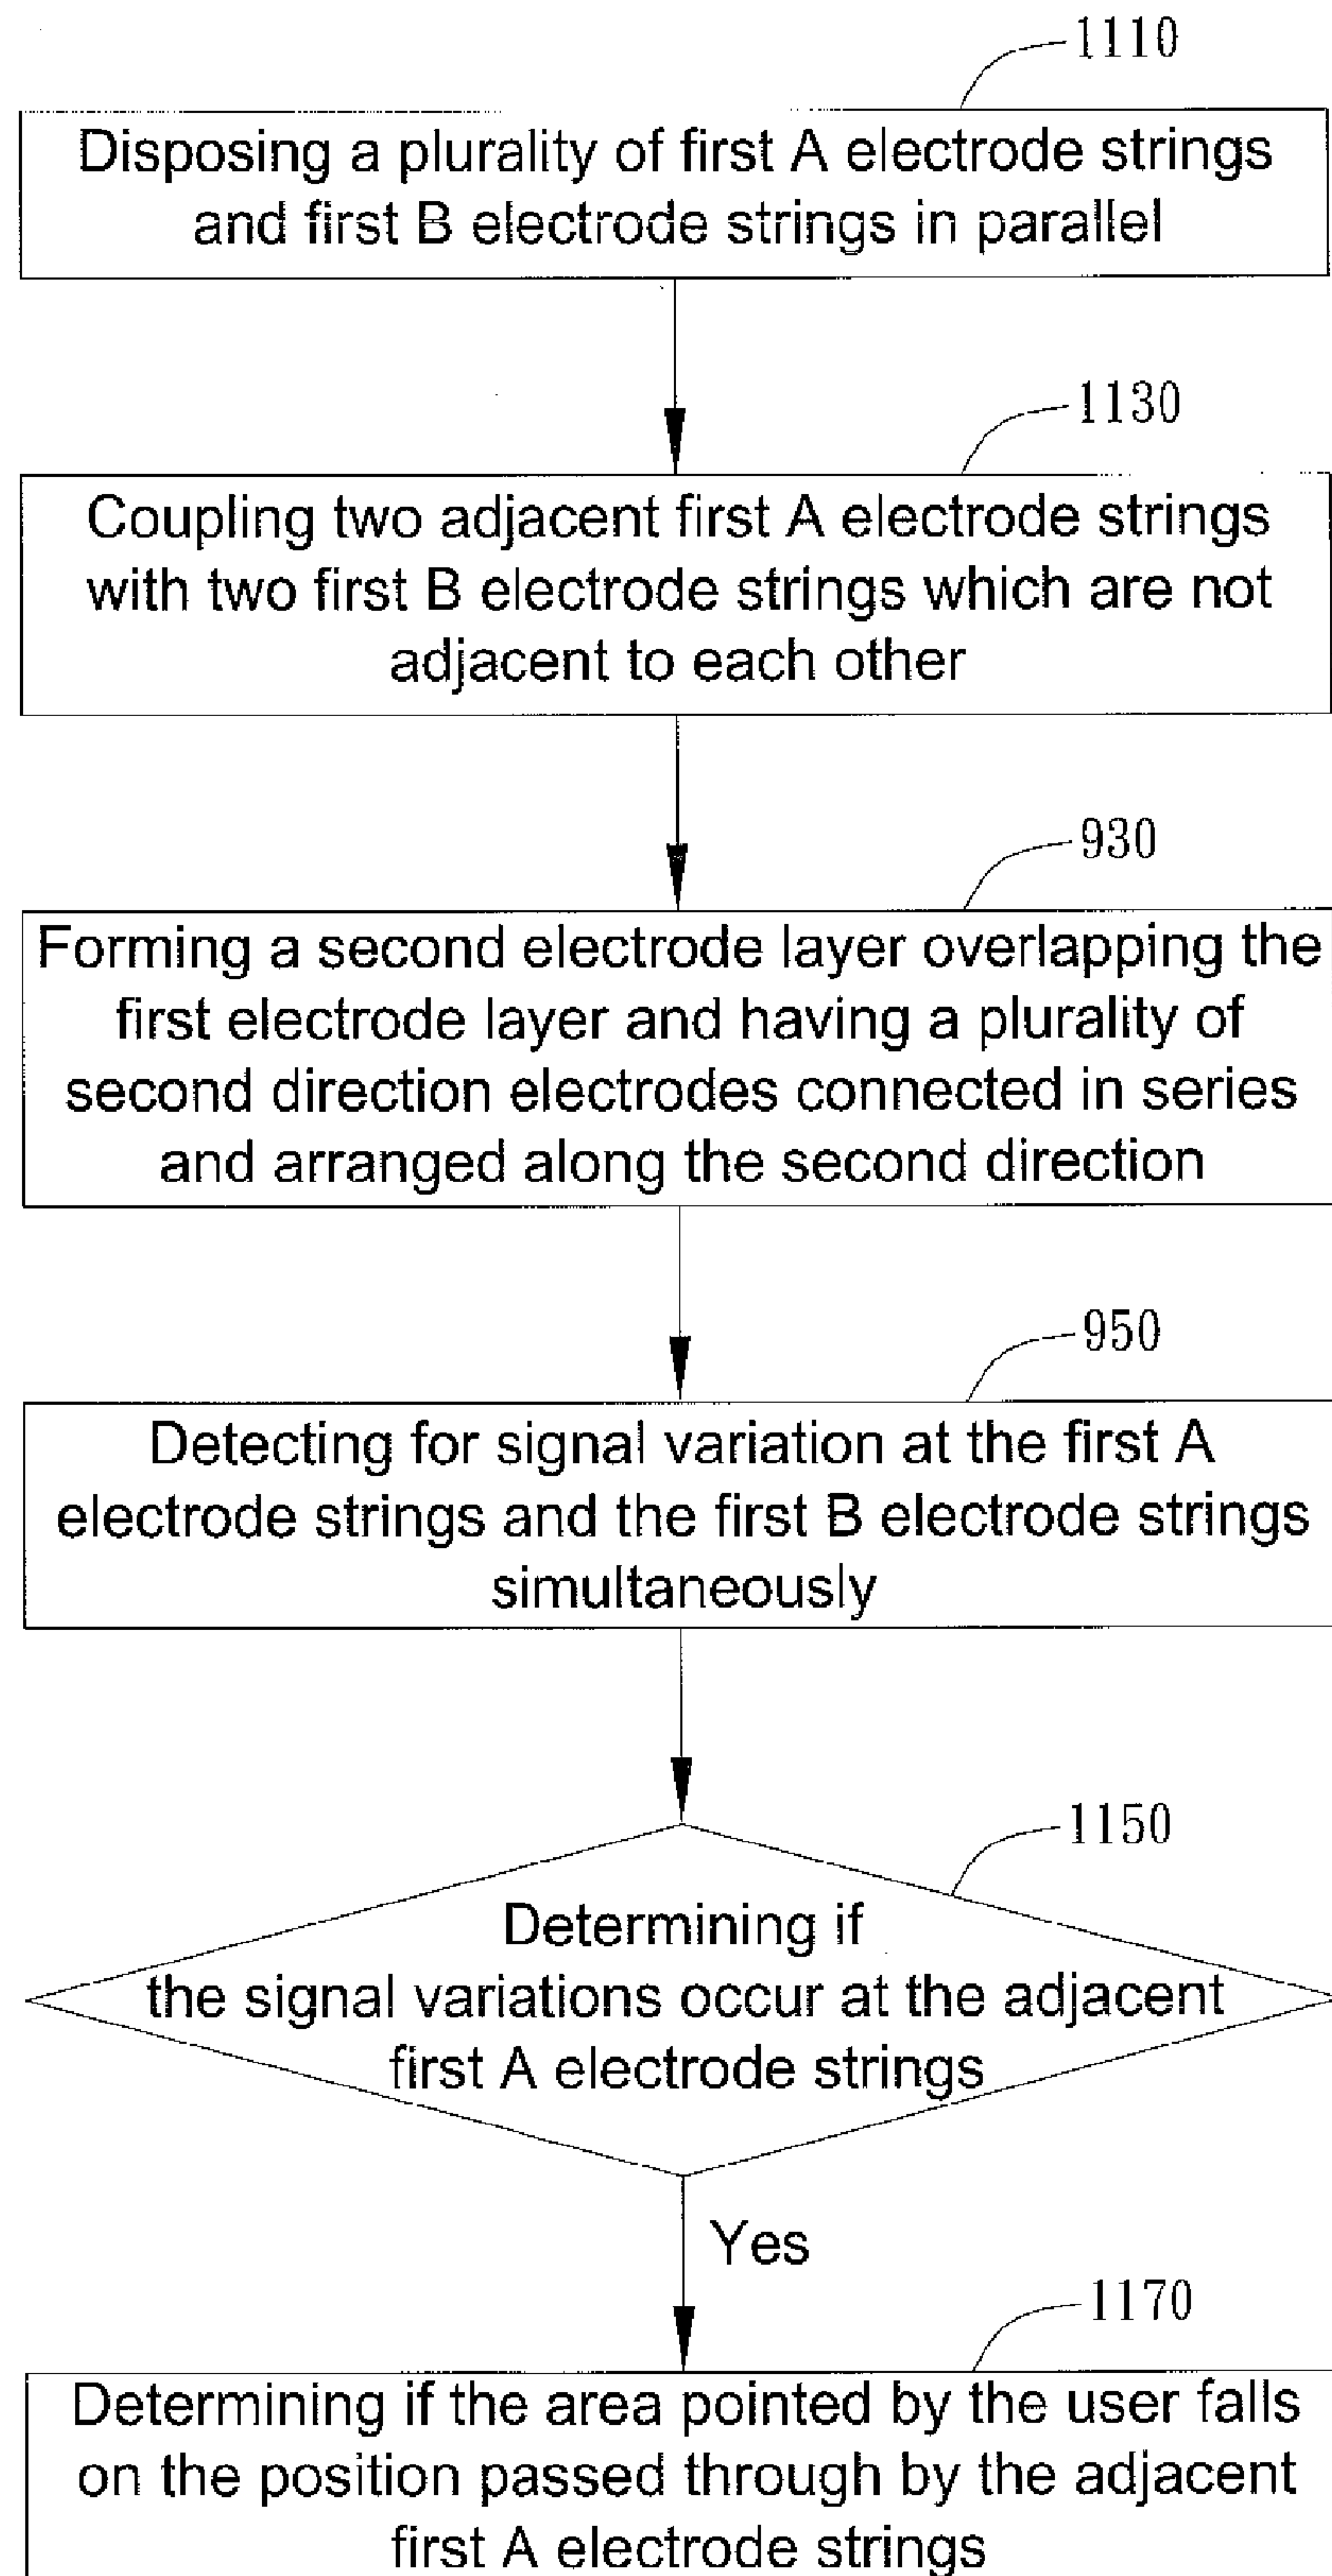 1110
Disposing a plurality of first A electrode strings
and first B electrode strings in parallel
1130
Coupling two adjacent first A electrode strings
with two first B electrode strings which are not
adjacent to each other
930
Forming a second electrode layer overlapping the
first electrode layer and having a plurality of
second direction electrodes connected in series
and arranged along the second direction
950
Detecting for signal variation at the first A
electrode strings and the first B electrode strings
simultaneously
1150
Determining if
the signal variations occur at the adjacent
first A electrode strings
Yes
1170
Determining if the area pointed by the user falls
on the position passed through by the adjacent
first A electrode strings